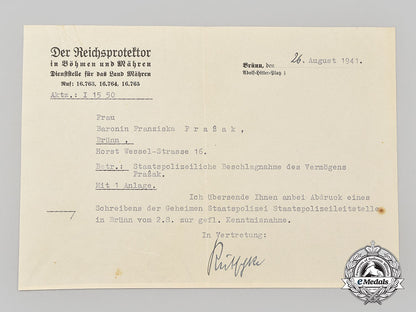 Der Reichsprotektor
in Böhmen und Mähren
Dienststelle für das Land Mähren
Ruf: 16.763, 16.764, 16.765
Aktz.: I 15 50
Brünn, den 26. August 1941.
Adolf-Hitler-Platz 1
Frau
Baronin Franziska Pražak,
Brünn,
Horst Wessel-Strasse 16.
Betr.: Staatspolizeiliche Beschlagnahme des Vermögens
Pražak.
Mit 1 Anlage.
Ich übersende Ihnen anbei Abdruck eines
Schreibens der Geheimen Staatspolizei Staatspolizeileitstelle
in Brünn vom 2.8. zur gefl. Kenntnisnahme.
In Vertretung: